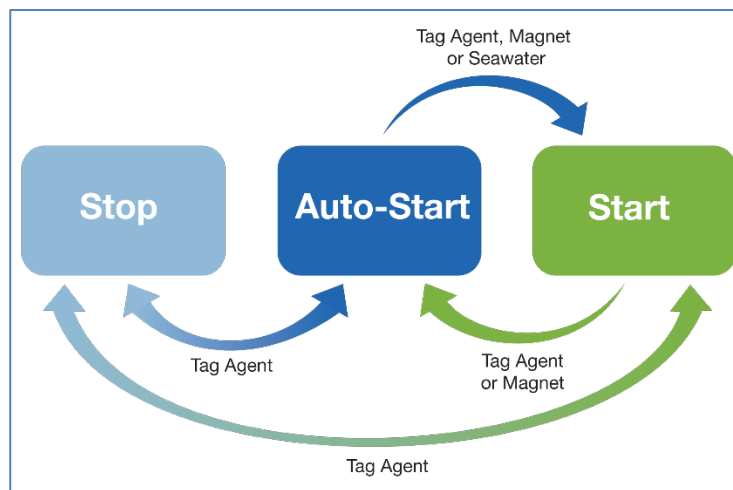 Tag Agent, Magnet
or Seawater
Stop
Auto-Start
Start
Tag Agent
Tag Agent
or Magnet
Tag Agent